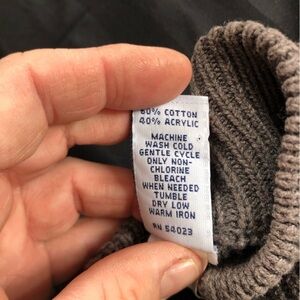 60% COTTON
40% ACRYLIC
MACHINE
WASH COLD
GENTLE CYCLE
ONLY NON-
CHLORINE
BLEACH
WHEN NEEDED
TUMBLE
DRY LOW
WARM IRON
RN 54023